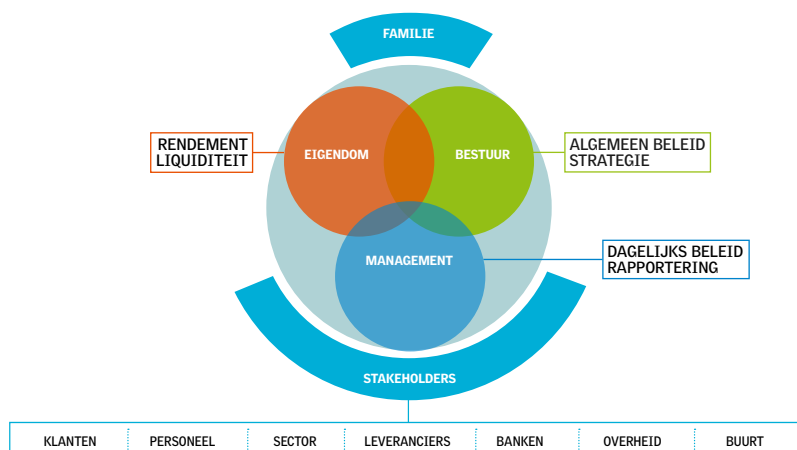 FAMILIE
RENDEMENT
LIQUIDITEIT
EIGENDOM
BESTUUR
ALGEMEEN BELEID
STRATEGIE
MANAGEMENT
DAGELIJKS BELEID
RAPPORTERING
STAKEHOLDERS
KLANTEN
PERSONEEL
SECTOR
LEVERANCIERS
BANKEN
OVERHEID
BUURT